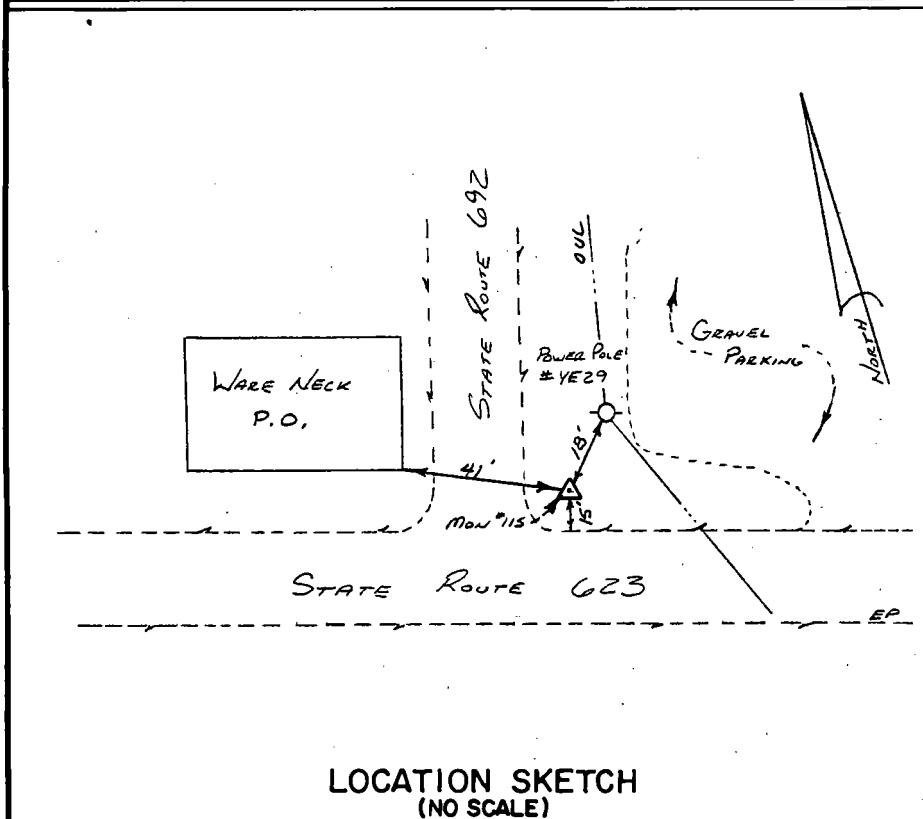 STATE ROUTE 692
OUL
POWER POLE
# YE29
GRAVEL
PARKING
NORTH
WARE NECK
P.O.
41'
18'
15'
MON #115
STATE ROUTE 623
EP
LOCATION SKETCH
(NO SCALE)